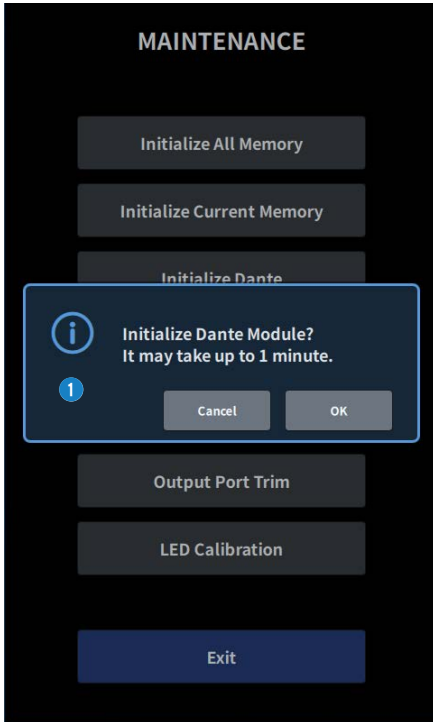 MAINTENANCE
Initialize All Memory
Initialize Current Memory
Initialize Dante
Initialize Dante Module?
It may take up to 1 minute.
1
Cancel
OK
Output Port Trim
LED Calibration
Exit